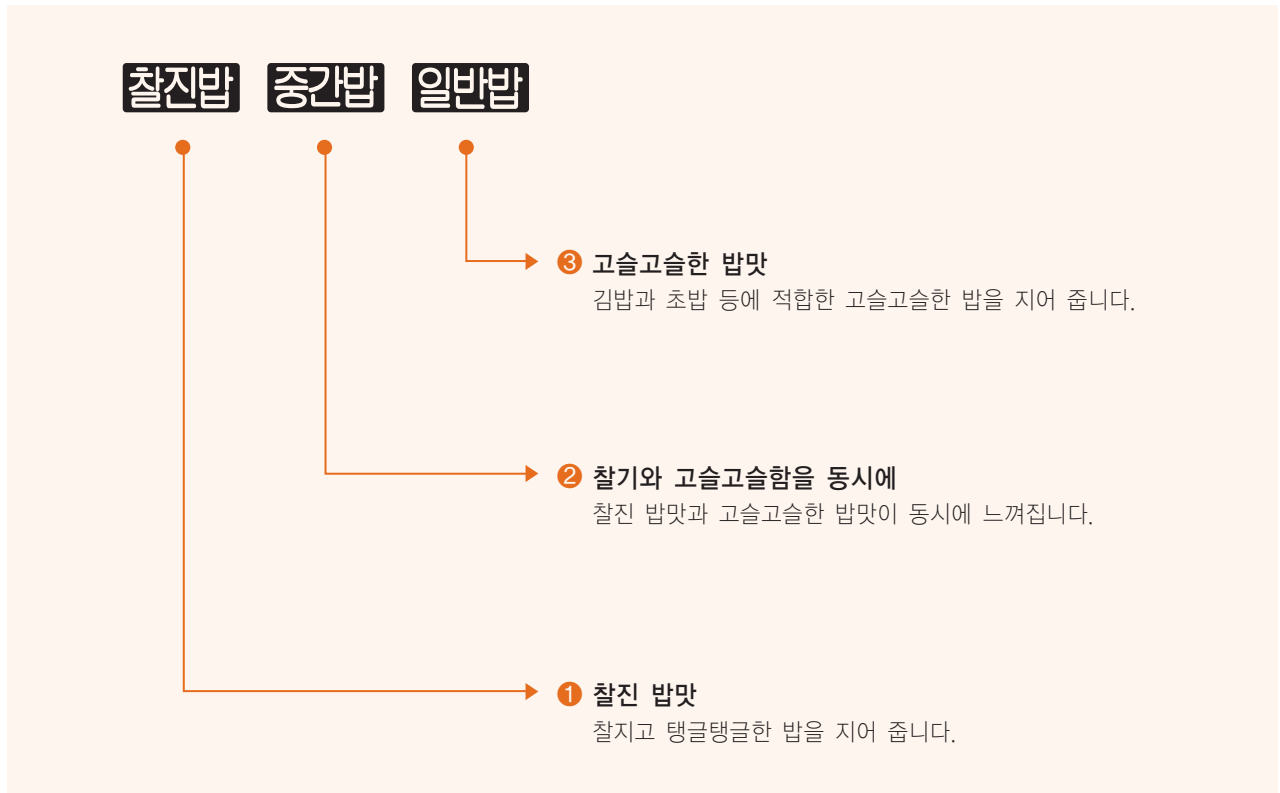 찰진밥 중간밥 일반밥
❸ 고슬고슬한 밥맛
김밥과 초밥 등에 적합한 고슬고슬한 밥을 지어 줍니다.
❷ 찰기와 고슬고슬함을 동시에
찰진 밥맛과 고슬고슬한 밥맛이 동시에 느껴집니다.
❶ 찰진 밥맛
찰지고 탱글탱글한 밥을 지어 줍니다.